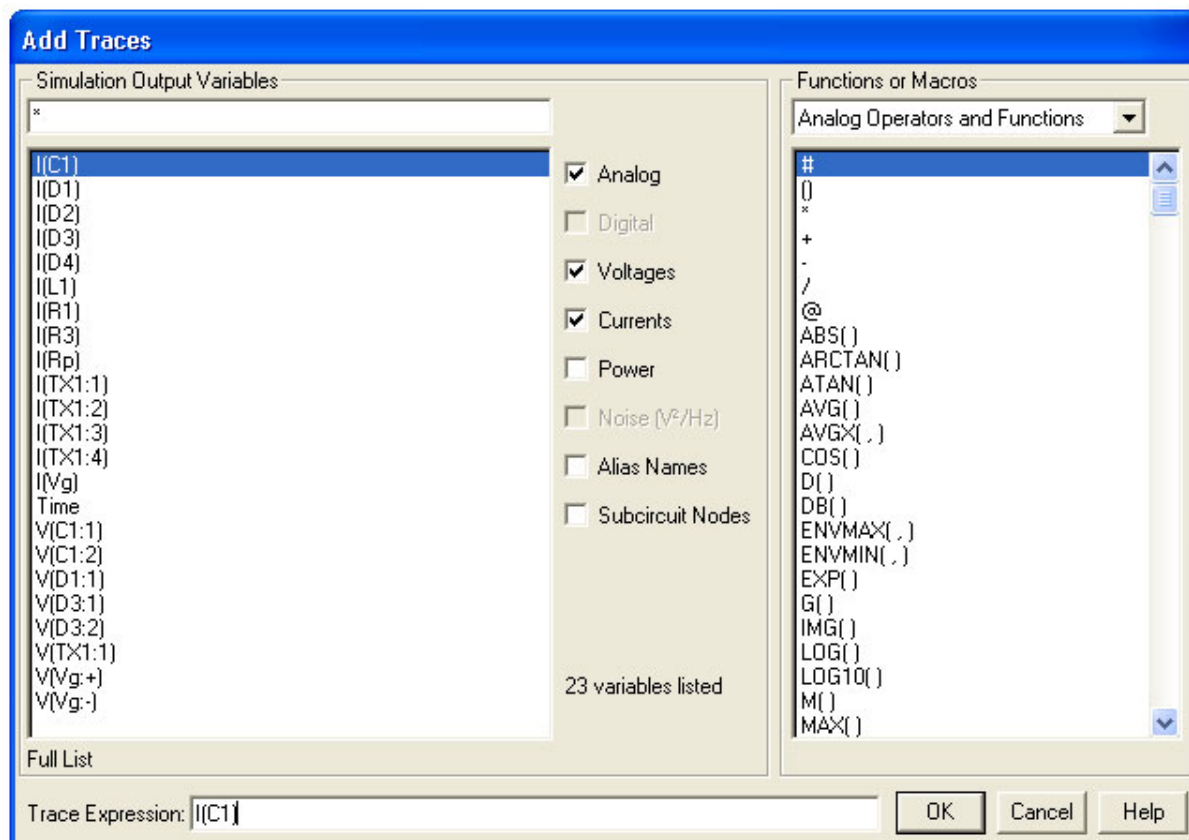 Add Traces
Simulation Output Variables
*
I(C1)
I(D1)
I(D2)
I(D3)
I(D4)
I(L1)
I(R1)
I(R3)
I(Rp)
I(TX1:1)
I(TX1:2)
I(TX1:3)
I(TX1:4)
I(Vg)
Time
V(C1:1)
V(C1:2)
V(D1:1)
V(D3:1)
V(D3:2)
V(TX1:1)
V(Vg:+)
V(Vg:-)
Full List
Analog
Digital
Voltages
Currents
Power
Noise (V²/Hz)
Alias Names
Subcircuit Nodes
23 variables listed
Functions or Macros
Analog Operators and Functions
#
()
*
+
-
/
@
ABS( )
ARCTAN( )
ATAN( )
AVG( )
AVGX( , )
COS( )
D( )
DB( )
ENVMAX( , )
ENVMIN( , )
EXP( )
G( )
IMG( )
LOG( )
LOG10( )
M( )
MAX( )
Trace Expression: I(C1)
OK
Cancel
Help